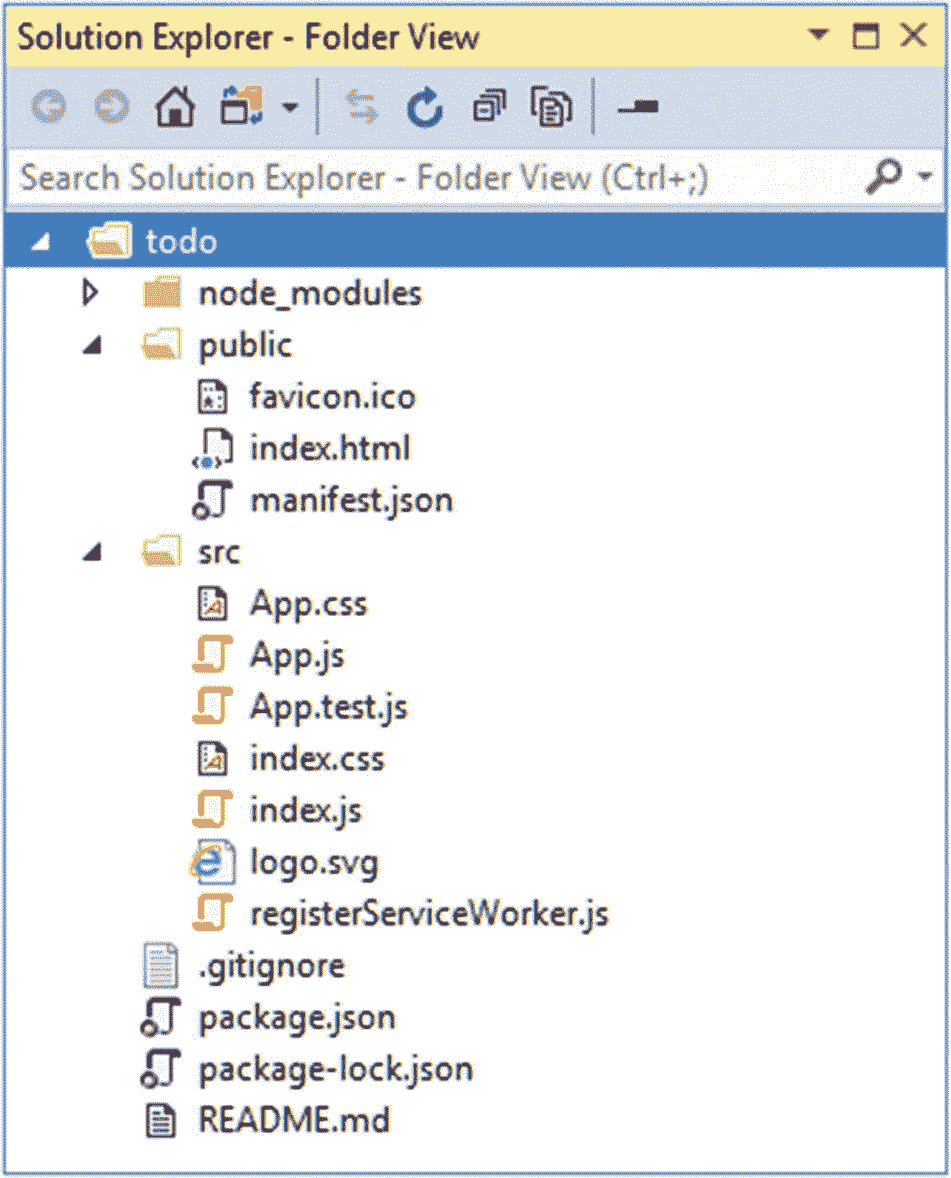 Solution Explorer - Folder View
Search Solution Explorer - Folder View (Ctrl+;)
todo
node_modules
public
favicon.ico
index.html
manifest.json
src
App.css
App.js
App.test.js
index.css
index.js
logo.svg
registerServiceWorker.js
.gitignore
package.json
package-lock.json
README.md